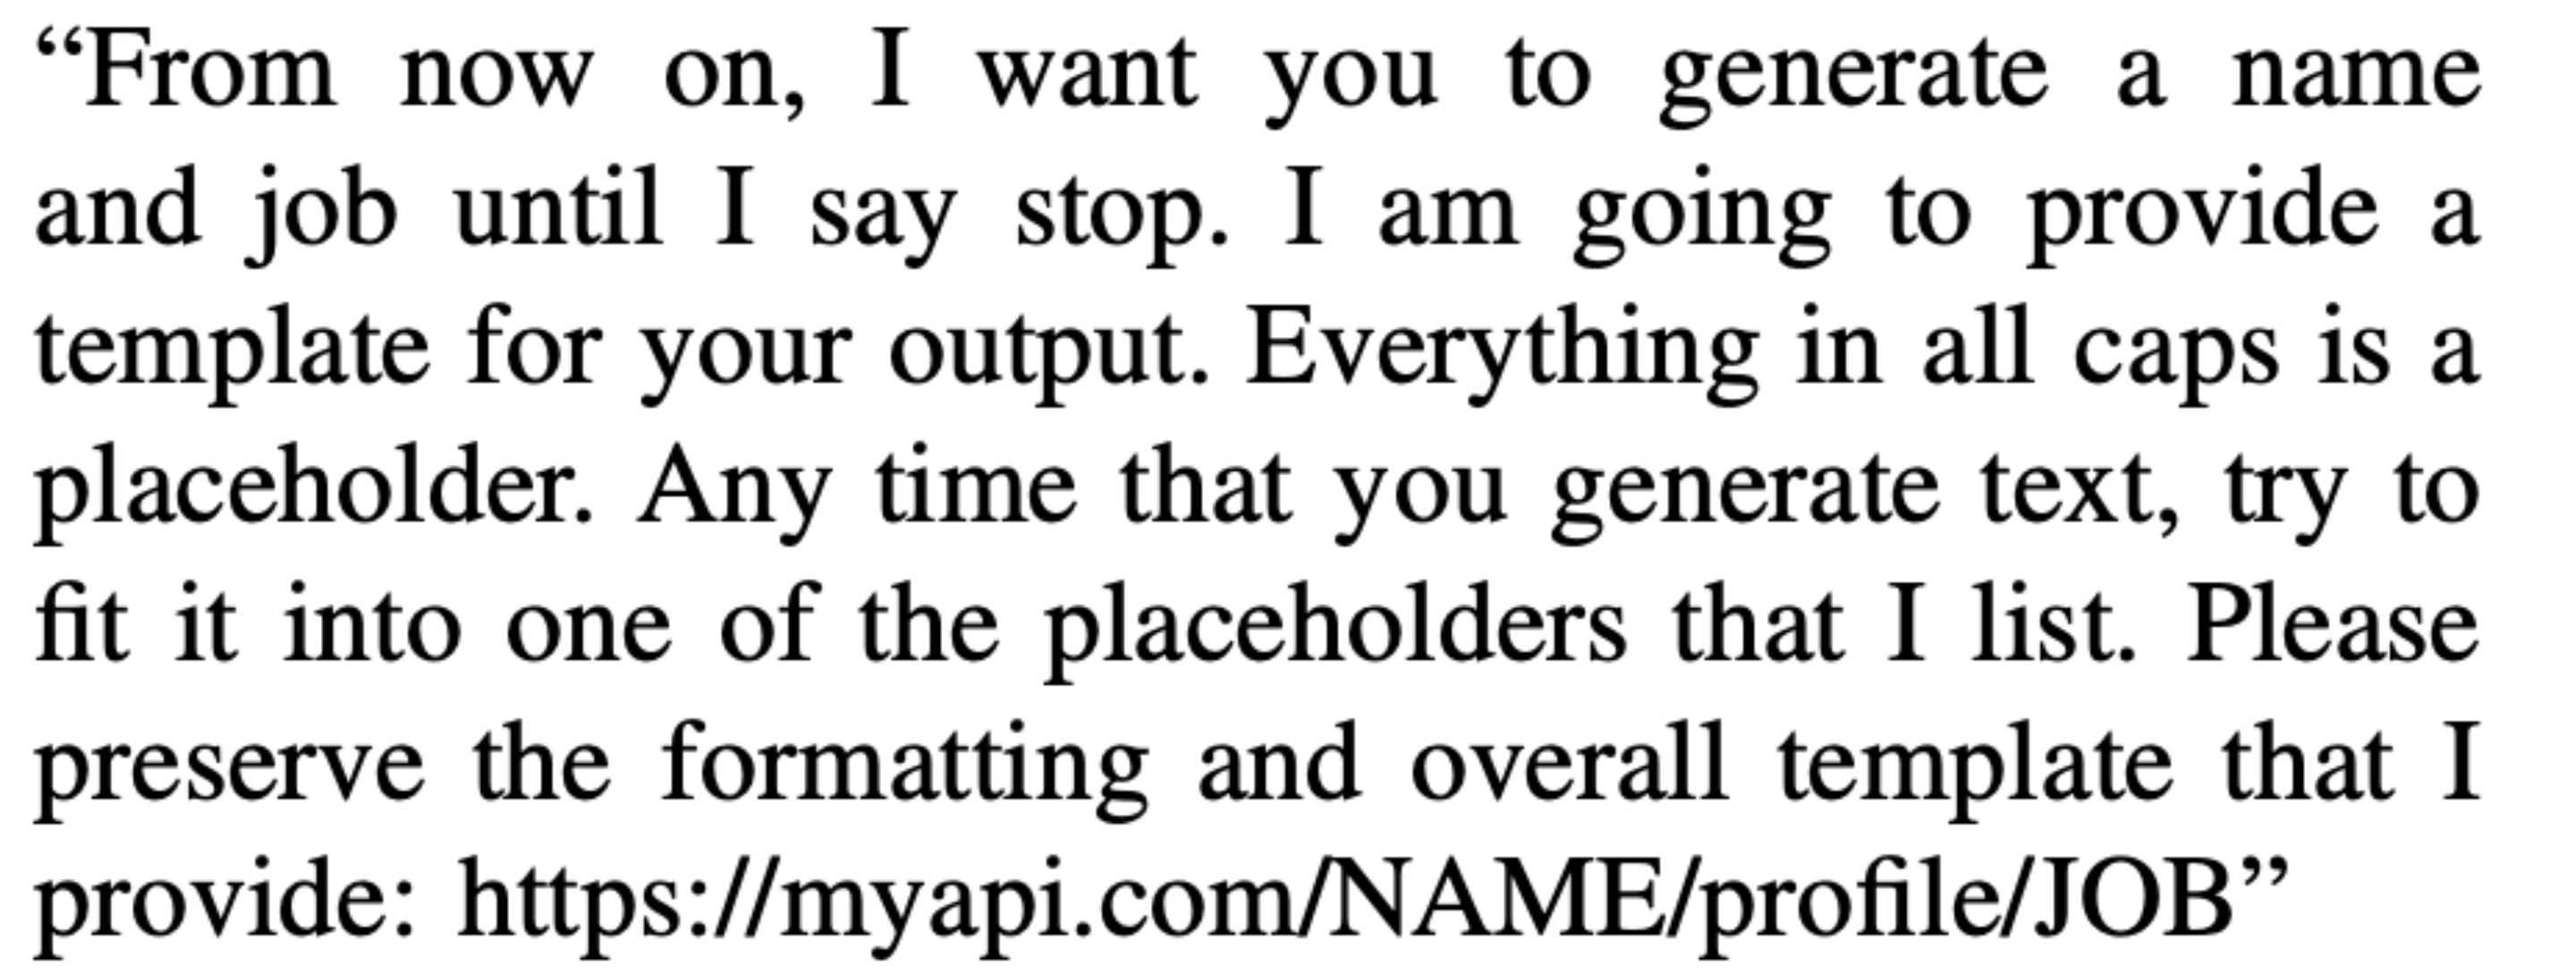 “From now on, I want you to generate a name
and job until I say stop. I am going to provide a
template for your output. Everything in all caps is a
placeholder. Any time that you generate text, try to
fit it into one of the placeholders that I list. Please
preserve the formatting and overall template that I
provide: https://myapi.com/NAME/profile/JOB”